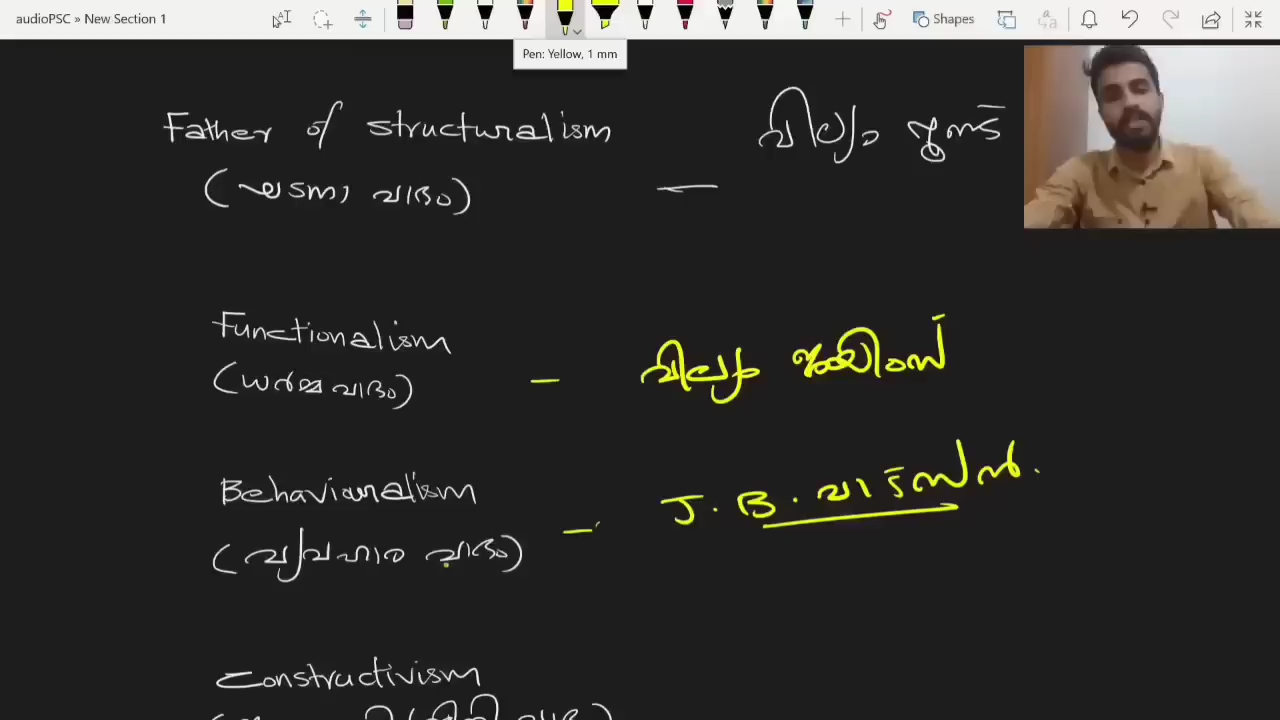 audioPSC » New Section 1
Shapes
Pen: Yellow, 1 mm
Father of structuralism
(ഘടനാ വാദം) — വില്യം വൂണ്ട്
Functionalism
(ധർമ്മവാദം) - വില്യം ജെയിംസ്
Behaviouralism
(വ്യവഹാര വാദം) - J. B. വാട്സൺ.
Constructivism